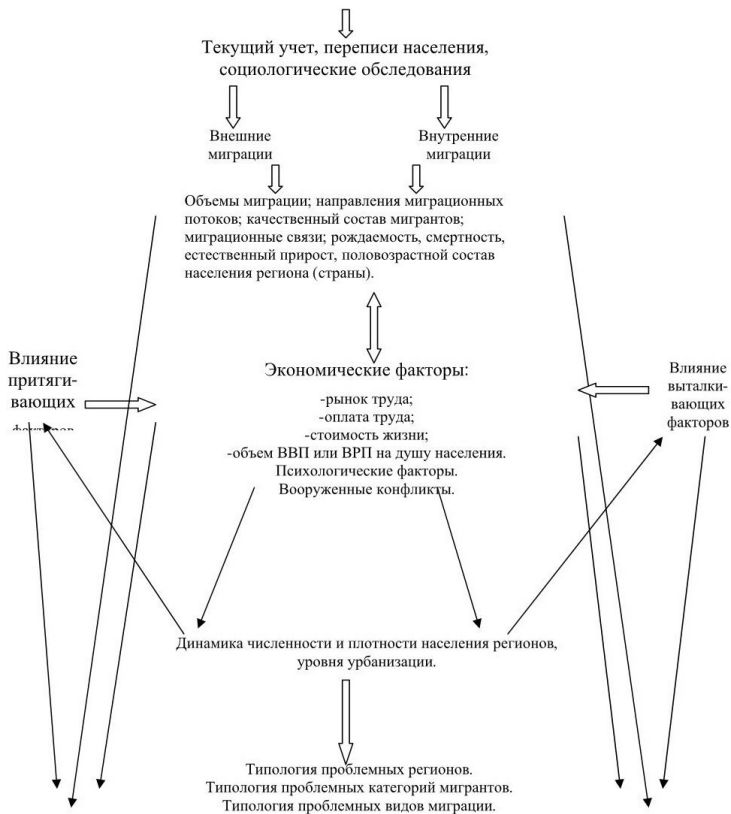 Текущий учет, переписи населения,
социологические обследования
Внешние
миграции
Внутренние
миграции
Объемы миграции; направления миграционных
потоков; качественный состав мигрантов;
миграционные связи; рождаемость, смертность,
естественный прирост, половозрастной состав
населения региона (страны).
Влияние
притяги-
вающих
факторов
Экономические факторы:
-рынок труда;
-оплата труда;
-стоимость жизни;
-объем ВВП или ВРП на душу населения.
Психологические факторы.
Вооруженные конфликты.
Влияние
выталки-
вающих
факторов
Динамика численности и плотности населения регионов,
уровня урбанизации.
Типология проблемных регионов.
Типология проблемных категорий мигрантов.
Типология проблемных видов миграции.